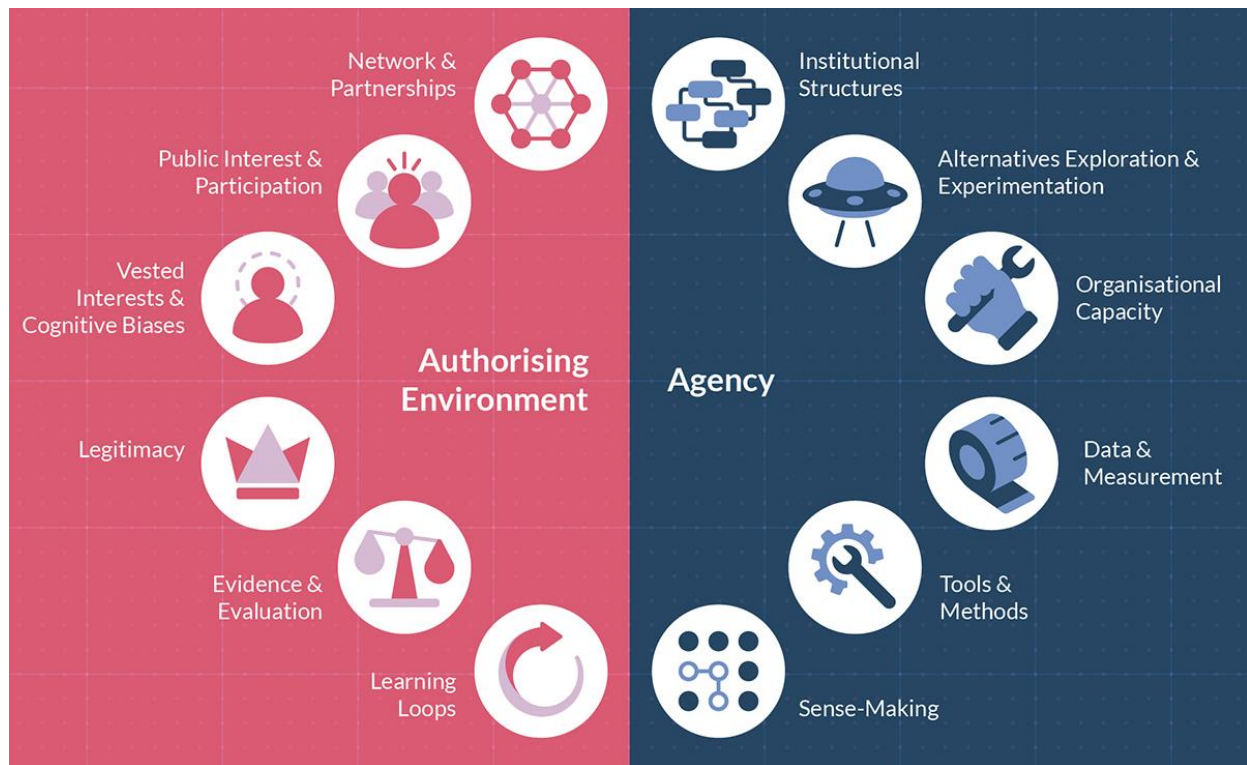 Network &
Partnerships
Public Interest &
Participation
Vested
Interests &
Cognitive Biases
Authorising
Environment
Legitimacy
Evidence &
Evaluation
Learning
Loops
Institutional
Structures
Alternatives Exploration &
Experimentation
Organisational
Capacity
Agency
Data &
Measurement
Tools &
Methods
Sense-Making